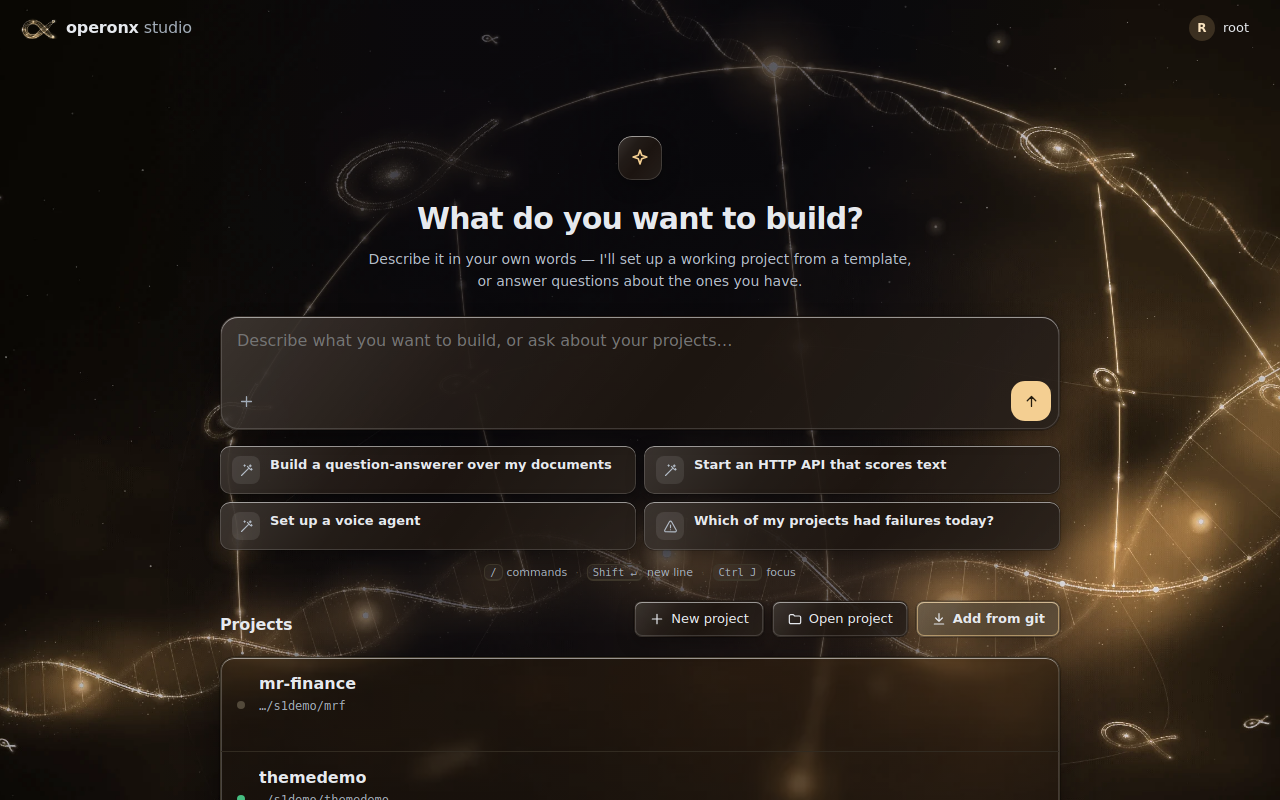 operonx studio
R root
What do you want to build?
Describe it in your own words — I'll set up a working project from a template,
or answer questions about the ones you have.
Describe what you want to build, or ask about your projects…
Build a question-answerer over my documents
Start an HTTP API that scores text
Set up a voice agent
Which of my projects had failures today?
/ commands · Shift ↵ new line · Ctrl J focus
Projects
New project
Open project
Add from git
mr-finance
…/s1demo/mrf
themedemo
…/s1demo/themedemo